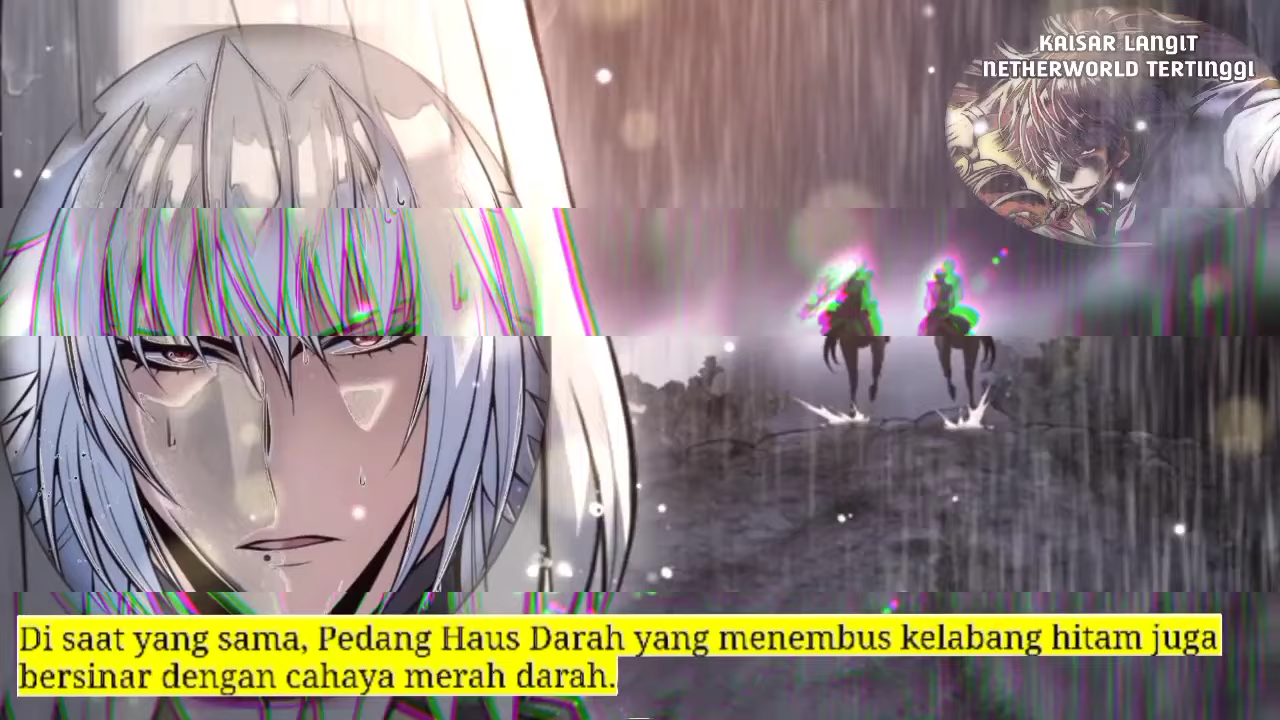 KAISAR LANGIT
NETHERWORLD TERTINGGI
Di saat yang sama, Pedang Haus Darah yang menembus kelabang hitam juga
bersinar dengan cahaya merah darah.